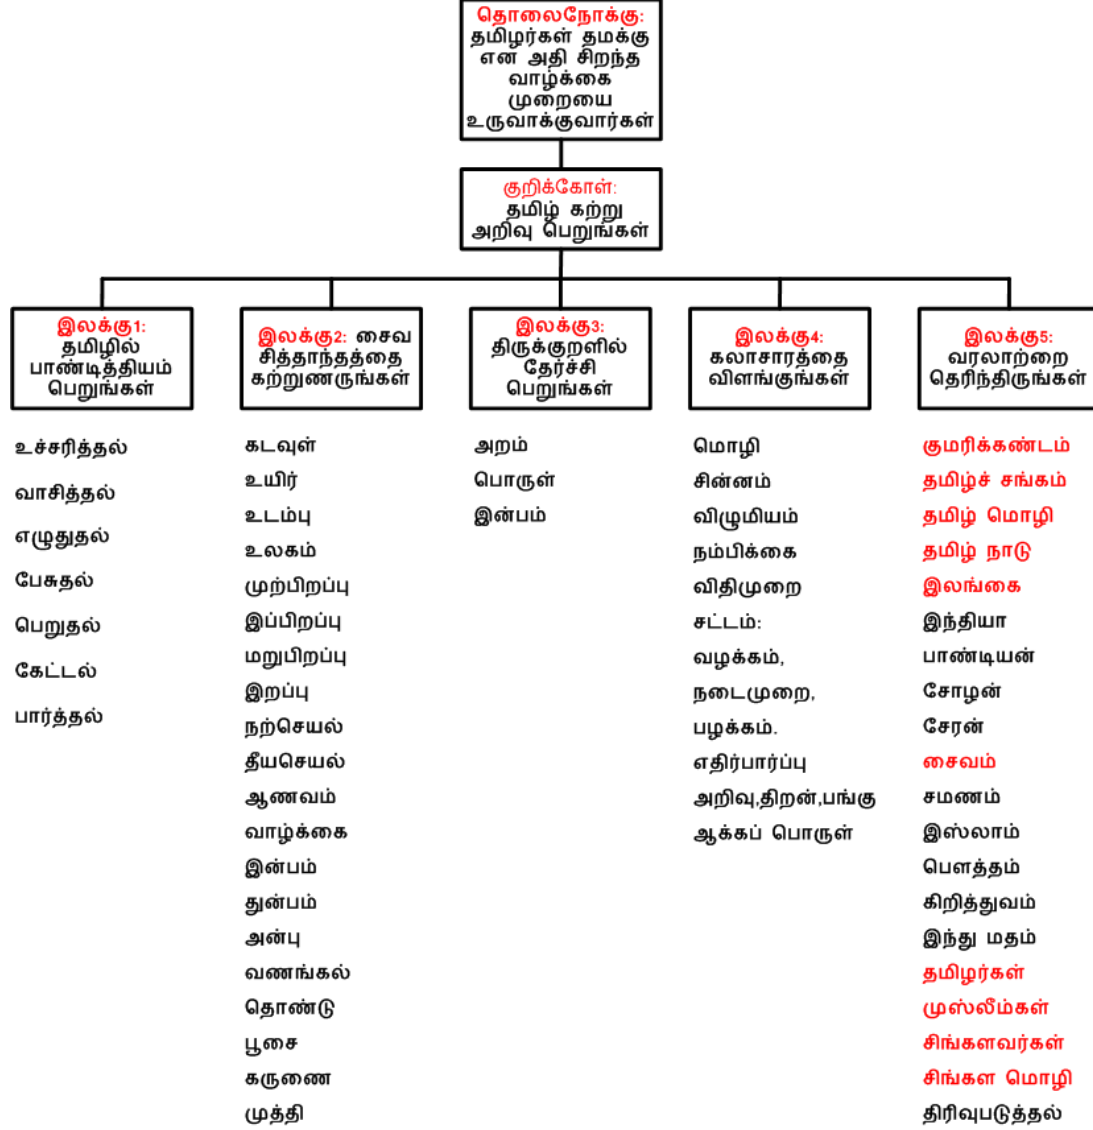 தொலைநோக்கு:
தமிழர்கள் தமக்கு
என அதி சிறந்த
வாழ்க்கை
முறையை
உருவாக்குவார்கள்
குறிக்கோள்:
தமிழ் கற்று
அறிவு பெறுங்கள்
இலக்கு1:
தமிழில்
பாண்டித்தியம்
பெறுங்கள்
உச்சரித்தல்
வாசித்தல்
எழுதுதல்
பேசுதல்
பெறுதல்
கேட்டல்
பார்த்தல்
இலக்கு2: சைவ
சித்தாந்தத்தை
கற்றுணருங்கள்
கடவுள்
உயிர்
உடம்பு
உலகம்
முற்பிறப்பு
இப்பிறப்பு
மறுபிறப்பு
இறப்பு
நற்செயல்
தீயசெயல்
ஆணவம்
வாழ்க்கை
இன்பம்
துன்பம்
அன்பு
வணங்கல்
தொண்டு
பூசை
கருணை
முத்தி
இலக்கு3:
திருக்குறளில்
தேர்ச்சி
பெறுங்கள்
அறம்
பொருள்
இன்பம்
இலக்கு4:
கலாசாரத்தை
விளங்குங்கள்
மொழி
சின்னம்
விழுமியம்
நம்பிக்கை
விதிமுறை
சட்டம்:
வழக்கம்,
நடைமுறை,
பழக்கம்.
எதிர்பார்ப்பு
அறிவு,திறன்,பங்கு
ஆக்கப் பொருள்
இலக்கு5:
வரலாற்றை
தெரிந்திருங்கள்
குமரிக்கண்டம்
தமிழ்ச் சங்கம்
தமிழ் மொழி
தமிழ் நாடு
இலங்கை
இந்தியா
பாண்டியன்
சோழன்
சேரன்
சைவம்
சமணம்
இஸ்லாம்
பௌத்தம்
கிறித்துவம்
இந்து மதம்
தமிழர்கள்
முஸ்லீம்கள்
சிங்களவர்கள்
சிங்கள மொழி
திரிவுபடுத்தல்